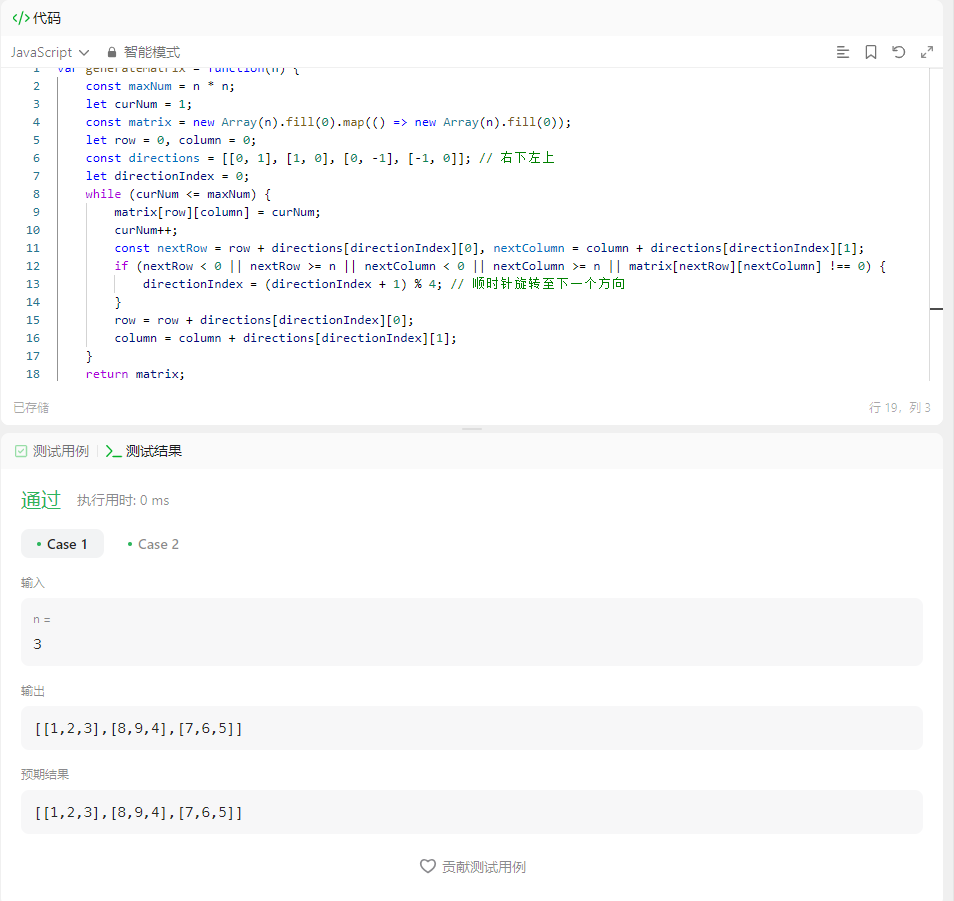 </> 代码
JavaScript 智能模式
1 var generateMatrix = function(n) {
2 const maxNum = n * n;
3 let curNum = 1;
4 const matrix = new Array(n).fill(0).map(() => new Array(n).fill(0));
5 let row = 0, column = 0;
6 const directions = [[0, 1], [1, 0], [0, -1], [-1, 0]]; // 右下左上
7 let directionIndex = 0;
8 while (curNum <= maxNum) {
9 matrix[row][column] = curNum;
10 curNum++;
11 const nextRow = row + directions[directionIndex][0], nextColumn = column + directions[directionIndex][1];
12 if (nextRow < 0 || nextRow >= n || nextColumn < 0 || nextColumn >= n || matrix[nextRow][nextColumn] !== 0) {
13 directionIndex = (directionIndex + 1) % 4; // 顺时针旋转至下一个方向
14 }
15 row = row + directions[directionIndex][0];
16 column = column + directions[directionIndex][1];
17 }
18 return matrix;
已存储 行 19，列 3
测试用例 >_ 测试结果
通过 执行用时: 0 ms
• Case 1 • Case 2
输入
n =
3
输出
[[1,2,3],[8,9,4],[7,6,5]]
预期结果
[[1,2,3],[8,9,4],[7,6,5]]
贡献测试用例